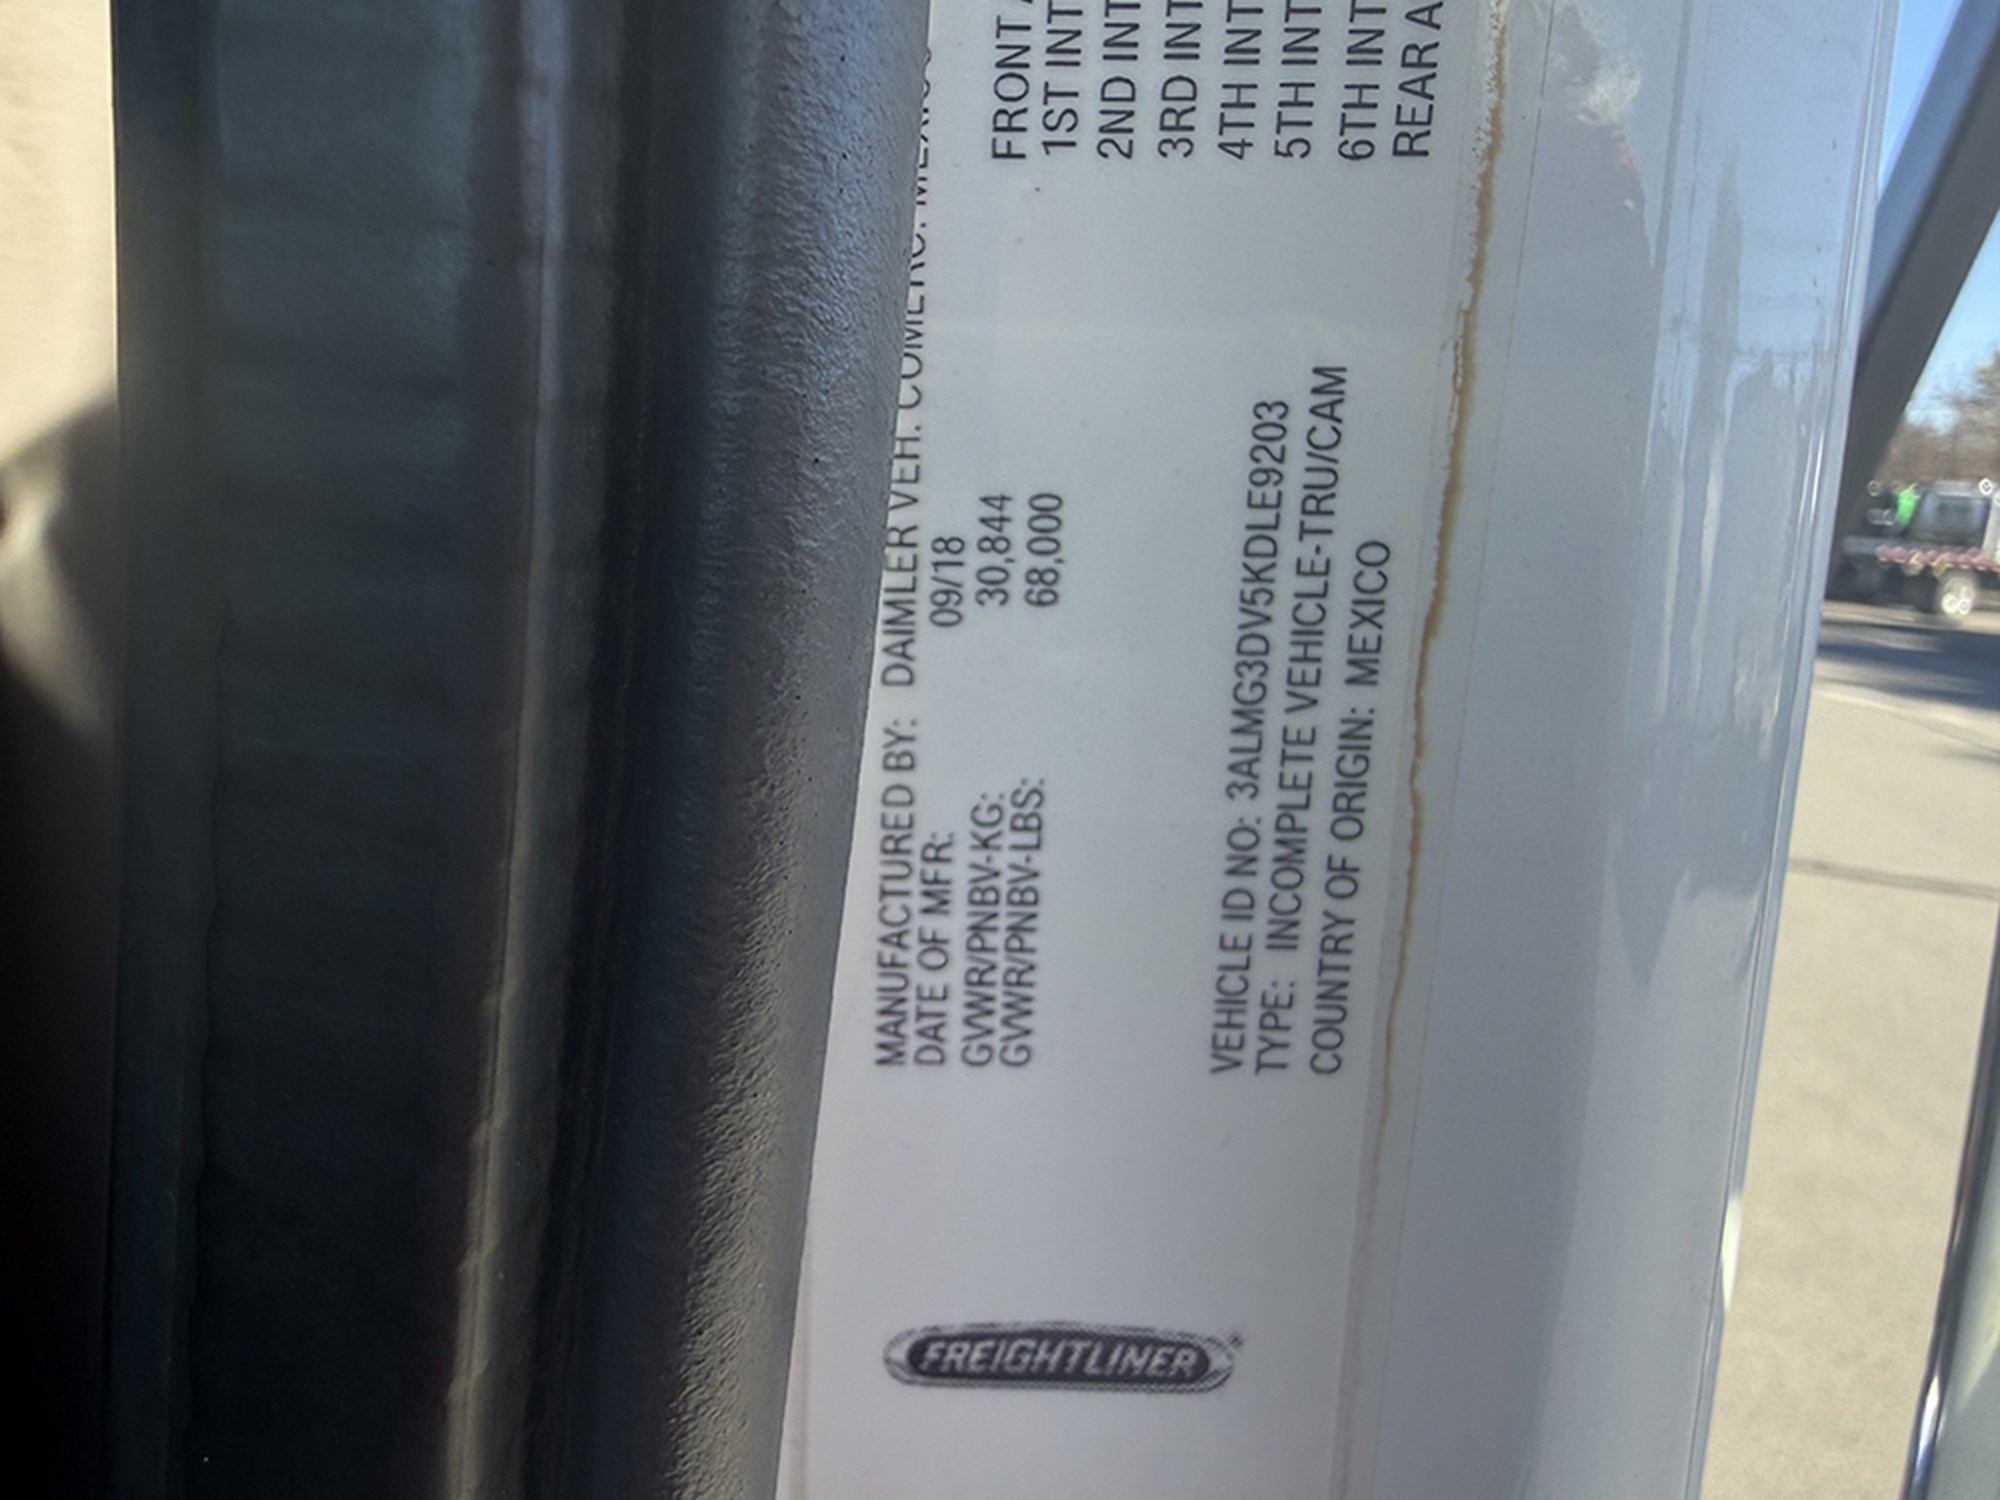 FREIGHTLINER
MANUFACTURED BY: DAIMLER VEH. COMERC. MEXICO
DATE OF MFR: 09/18
GVWR/PNBV-KG: 30,844
GVWR/PNBV-LBS: 68,000
VEHICLE ID NO: 3ALMG3DV5KDLE9203
TYPE: INCOMPLETE VEHICLE-TRU/CAM
COUNTRY OF ORIGIN: MEXICO
FRONT
1ST INT
2ND INT
3RD INT
4TH INT
5TH INT
6TH INT
REAR A